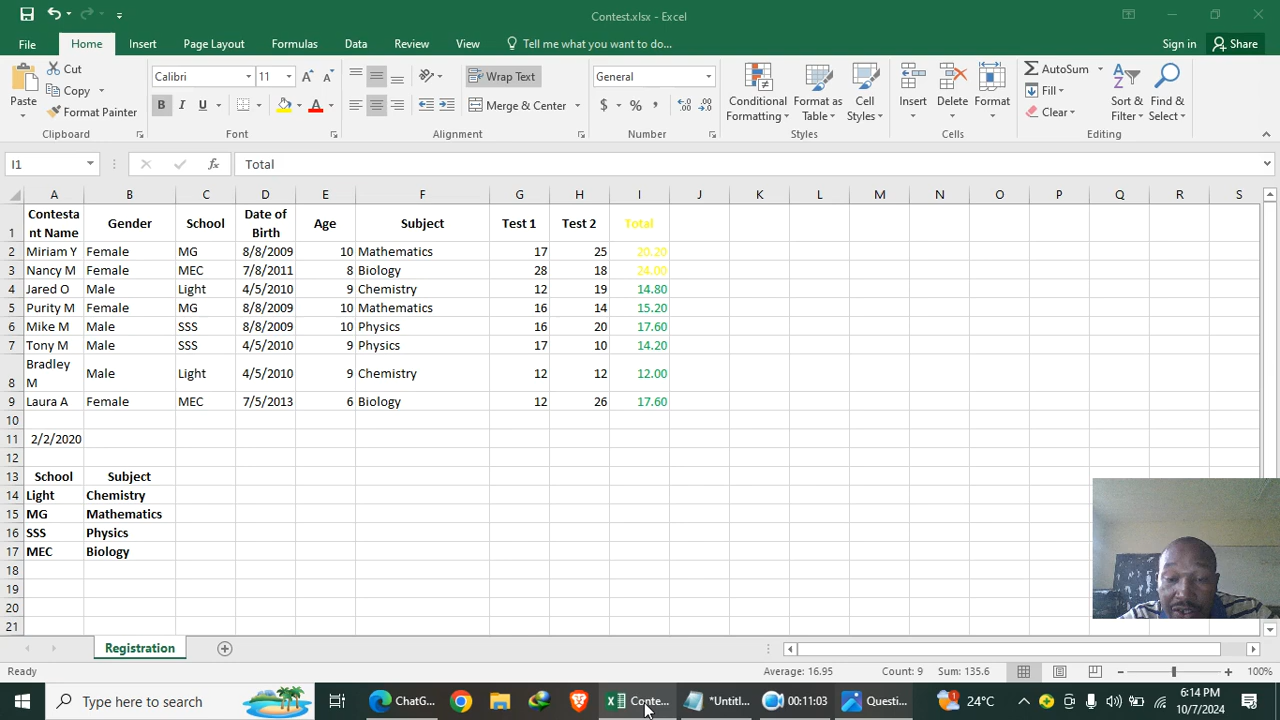 Contest.xlsx - Excel
File Home Insert Page Layout Formulas Data Review View Tell me what you want to do... Sign in Share
Paste Cut Copy Format Painter
Calibri 11
B I U A
Wrap Text
Merge & Center
General
$ % ,
Conditional Formatting Format as Table Cell Styles
Insert Delete Format
AutoSum Fill Clear
Sort & Filter Find & Select
Clipboard Font Alignment Number Styles Cells Editing
I1 fx Total
A B C D E F G H I J K L M N O P Q R S
1 Contesta nt Name Gender School Date of Birth Age Subject Test 1 Test 2 Total
2 Miriam Y Female MG 8/8/2009 10 Mathematics 17 25 20.20
3 Nancy M Female MEC 7/8/2011 8 Biology 28 18 24.00
4 Jared O Male Light 4/5/2010 9 Chemistry 12 19 14.80
5 Purity M Female MG 8/8/2009 10 Mathematics 16 14 15.20
6 Mike M Male SSS 8/8/2009 10 Physics 16 20 17.60
7 Tony M Male SSS 4/5/2010 9 Physics 17 10 14.20
8 Bradley M Male Light 4/5/2010 9 Chemistry 12 12 12.00
9 Laura A Female MEC 7/5/2013 6 Biology 12 26 17.60
10
11 2/2/2020
12
13 School Subject
14 Light Chemistry
15 MG Mathematics
16 SSS Physics
17 MEC Biology
18
19
20
21
Registration
Ready Average: 16.95 Count: 9 Sum: 135.6 100%
Type here to search ChatG... Conte... *Untitl... 00:11:03 Questi... 24°C 6:14 PM
10/7/2024